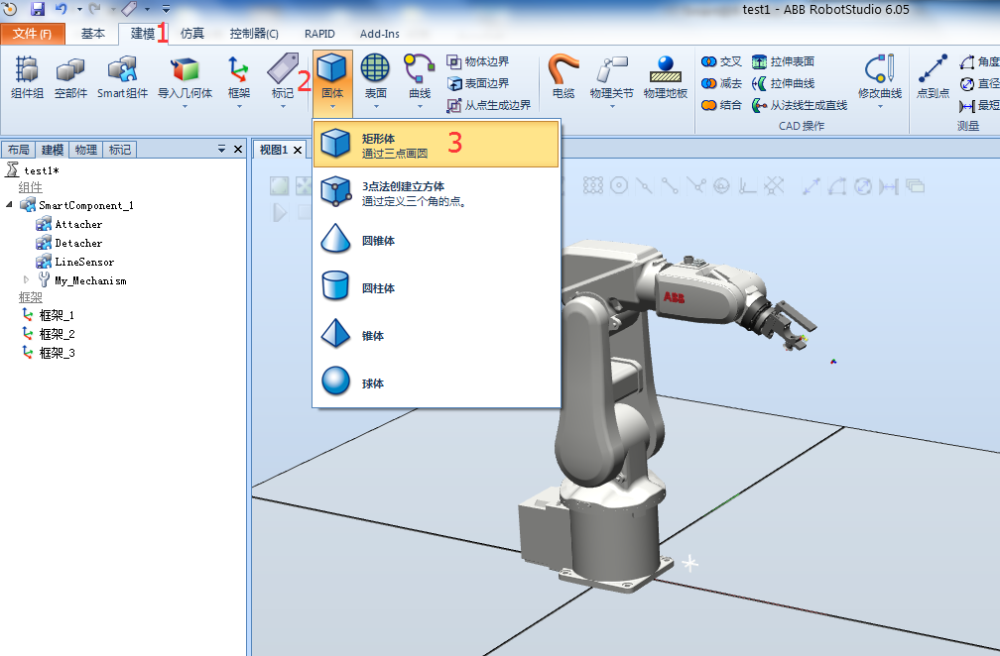 test1 - ABB RobotStudio 6.05
文件(F) 基本 建模 1 仿真 控制器(C) RAPID Add-Ins
组件组 空部件 Smart组件 导入几何体 框架 标记 2 固体 表面 曲线
物体边界
表面边界
从点生成边界
电缆 物理关节 物理地板
交叉 拉伸表面
减去 拉伸曲线
结合 从法线生成直线
修改曲线
CAD 操作
点到点
角度
直径
最短
测量
布局 建模 物理 标记
视图1
test1*
组件
SmartComponent_1
Attacher
Detacher
LineSensor
My_Mechanism
框架
框架_1
框架_2
框架_3
矩形体
通过三点画圆
3
3点法创建立方体
通过定义三个角的点。
圆锥体
圆柱体
锥体
球体
ABB